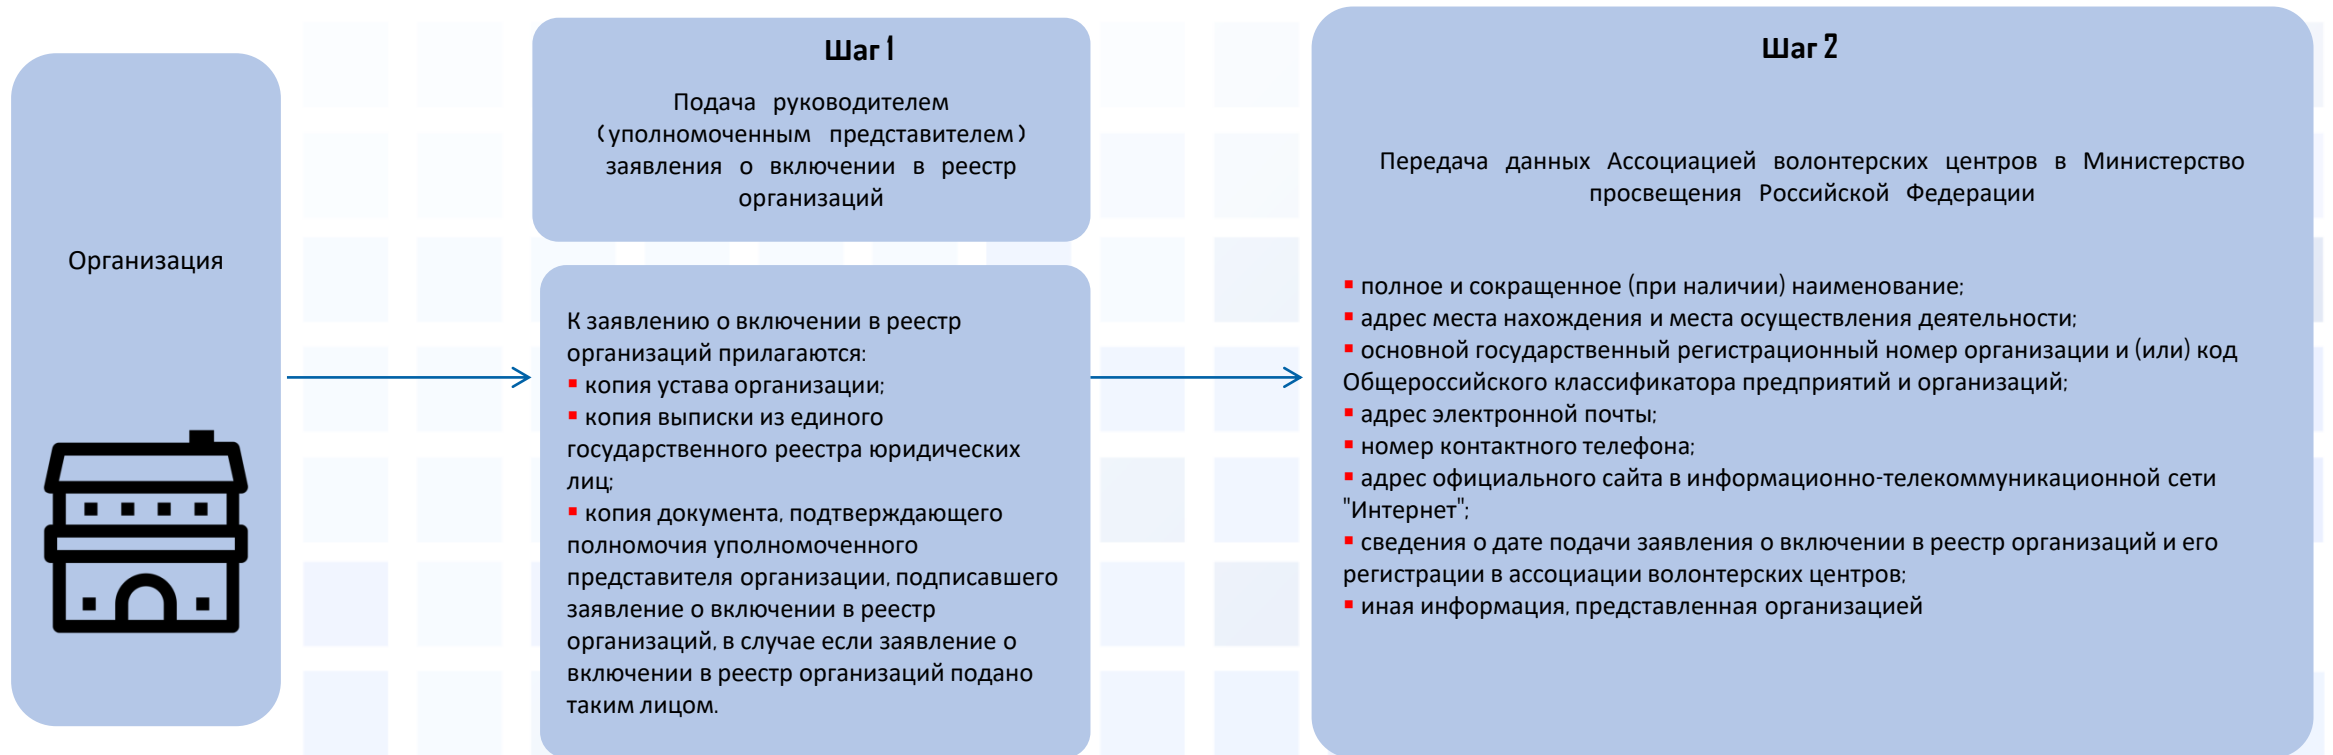 Организация
Шаг 1
Подача руководителем
(уполномоченным представителем)
заявления о включении в реестр
организаций
К заявлению о включении в реестр
организаций прилагаются:
▪ копия устава организации;
▪ копия выписки из единого
государственного реестра юридических
лиц;
▪ копия документа, подтверждающего
полномочия уполномоченного
представителя организации, подписавшего
заявление о включении в реестр
организаций, в случае если заявление о
включении в реестр организаций подано
таким лицом.
Шаг 2
Передача данных Ассоциацией волонтерских центров в Министерство
просвещения Российской Федерации
▪ полное и сокращенное (при наличии) наименование;
▪ адрес места нахождения и места осуществления деятельности;
▪ основной государственный регистрационный номер организации и (или) код
Общероссийского классификатора предприятий и организаций;
▪ адрес электронной почты;
▪ номер контактного телефона;
▪ адрес официального сайта в информационно-телекоммуникационной сети
"Интернет";
▪ сведения о дате подачи заявления о включении в реестр организаций и его
регистрации в ассоциации волонтерских центров;
▪ иная информация, представленная организацией